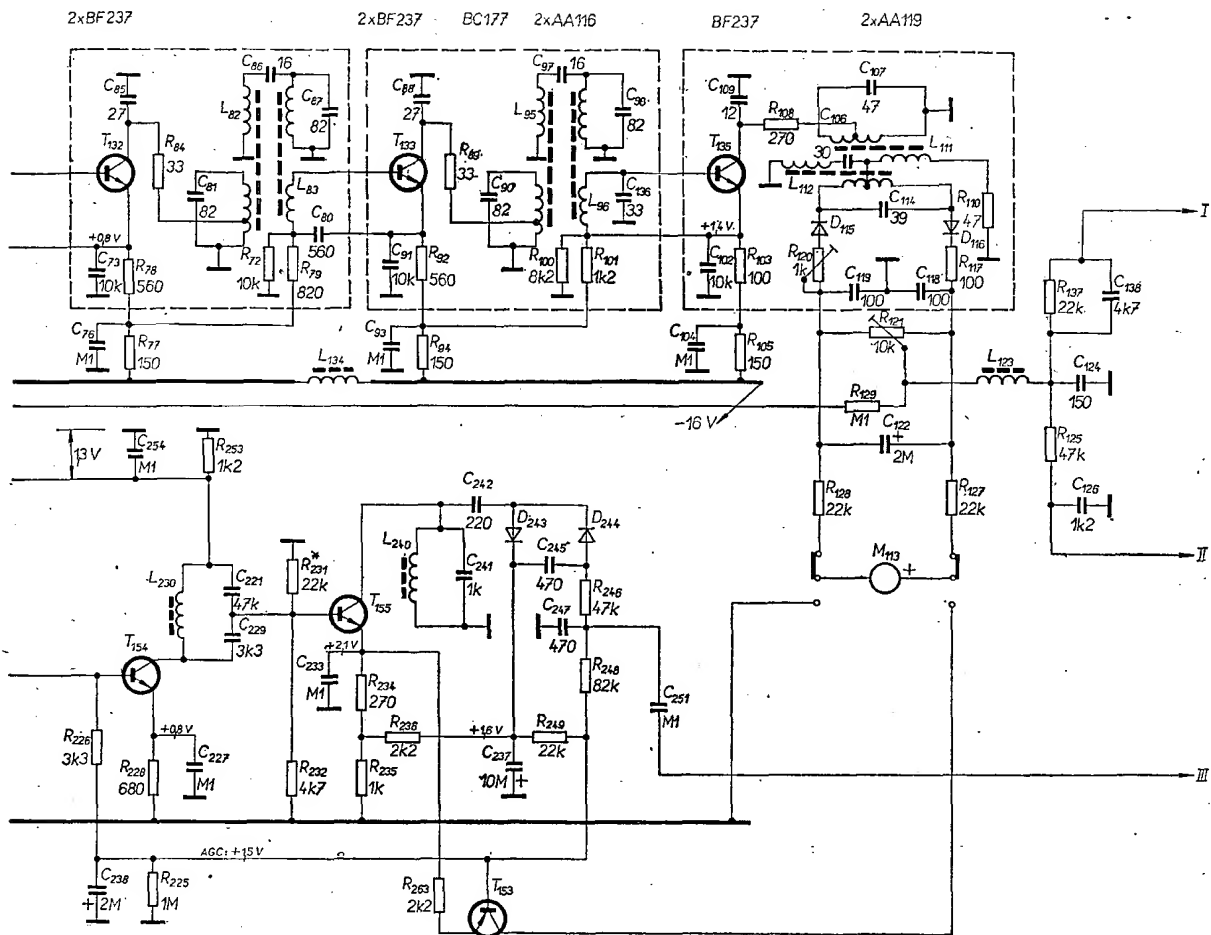 2xBF237 2xBF237 BC177 2xAA116 BF237 2xAA119
C85 27
C86 16
L82
C87 82
T132
R84 33
C81 82
L83
C80 560
+0,8V
C73 10k
R78 560
R72 10k
R79 820
C76 M1
R77 150
L134
C88 27
C97 16
L95
C98 82
T133
R89 33
C90 82
L96
C136 33
C91 10k
R92 560
R100 8k2
R101 1k2
C93 M1
R94 150
C109 12
R108 270
C107 47
C106 30
L111
L112
T135
C114 39
R110 47
D115
D116
+1,4V
C102 10k
R103 100
R120 1k
C119 100
C118 100
R117 100
C104 M1
R105 150
R121 10k
R129 M1
-16 V
C122 + 2M
L123
R137 22k
C138 4k7
C124 150
R125 47k
C126 1k2
I
II
R128 22k
R127 22k
M113 +
13V
C254 M1
R253 1k2
L230
C221 47k
C229 3k3
T154
R226 3k3
+0,8V
R228 680
C227 M1
R231* 22k
R232 4k7
T155
C242 220
L240
C241 1k
D243
D244
C245 470
R246 47k
C247 470
R248 82k
+2,1V
C233 M1
R234 270
R236 2k2
+1,6V
R249 22k
R235 1k
C237 10M +
C251 M1
III
AGC: +1,5V
C238 + 2M
R225 1M
R263 2k2
T153